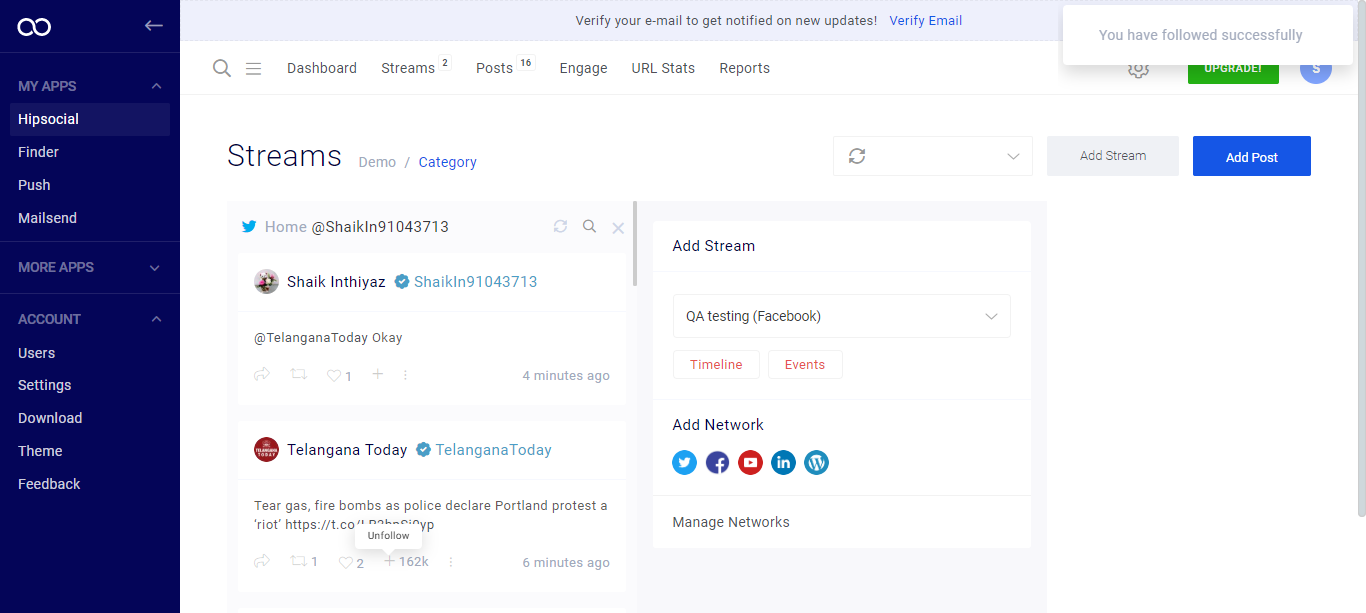 Verify your e-mail to get notified on new updates! Verify Email
You have followed successfully
Dashboard Streams 2 Posts 16 Engage URL Stats Reports
UPGRADE! S
MY APPS
Hipsocial
Finder
Push
Mailsend
MORE APPS
ACCOUNT
Users
Settings
Download
Theme
Feedback
Streams Demo / Category
Add Stream
Add Post
Home @ShaikIn91043713
Shaik Inthiyaz ShaikIn91043713
@TelanganaToday Okay
1 4 minutes ago
Telangana Today TelanganaToday
Tear gas, fire bombs as police declare Portland protest a
'riot'
Unfollow
1 2 162k 6 minutes ago
Add Stream
QA testing (Facebook)
Timeline Events
Add Network
Manage Networks